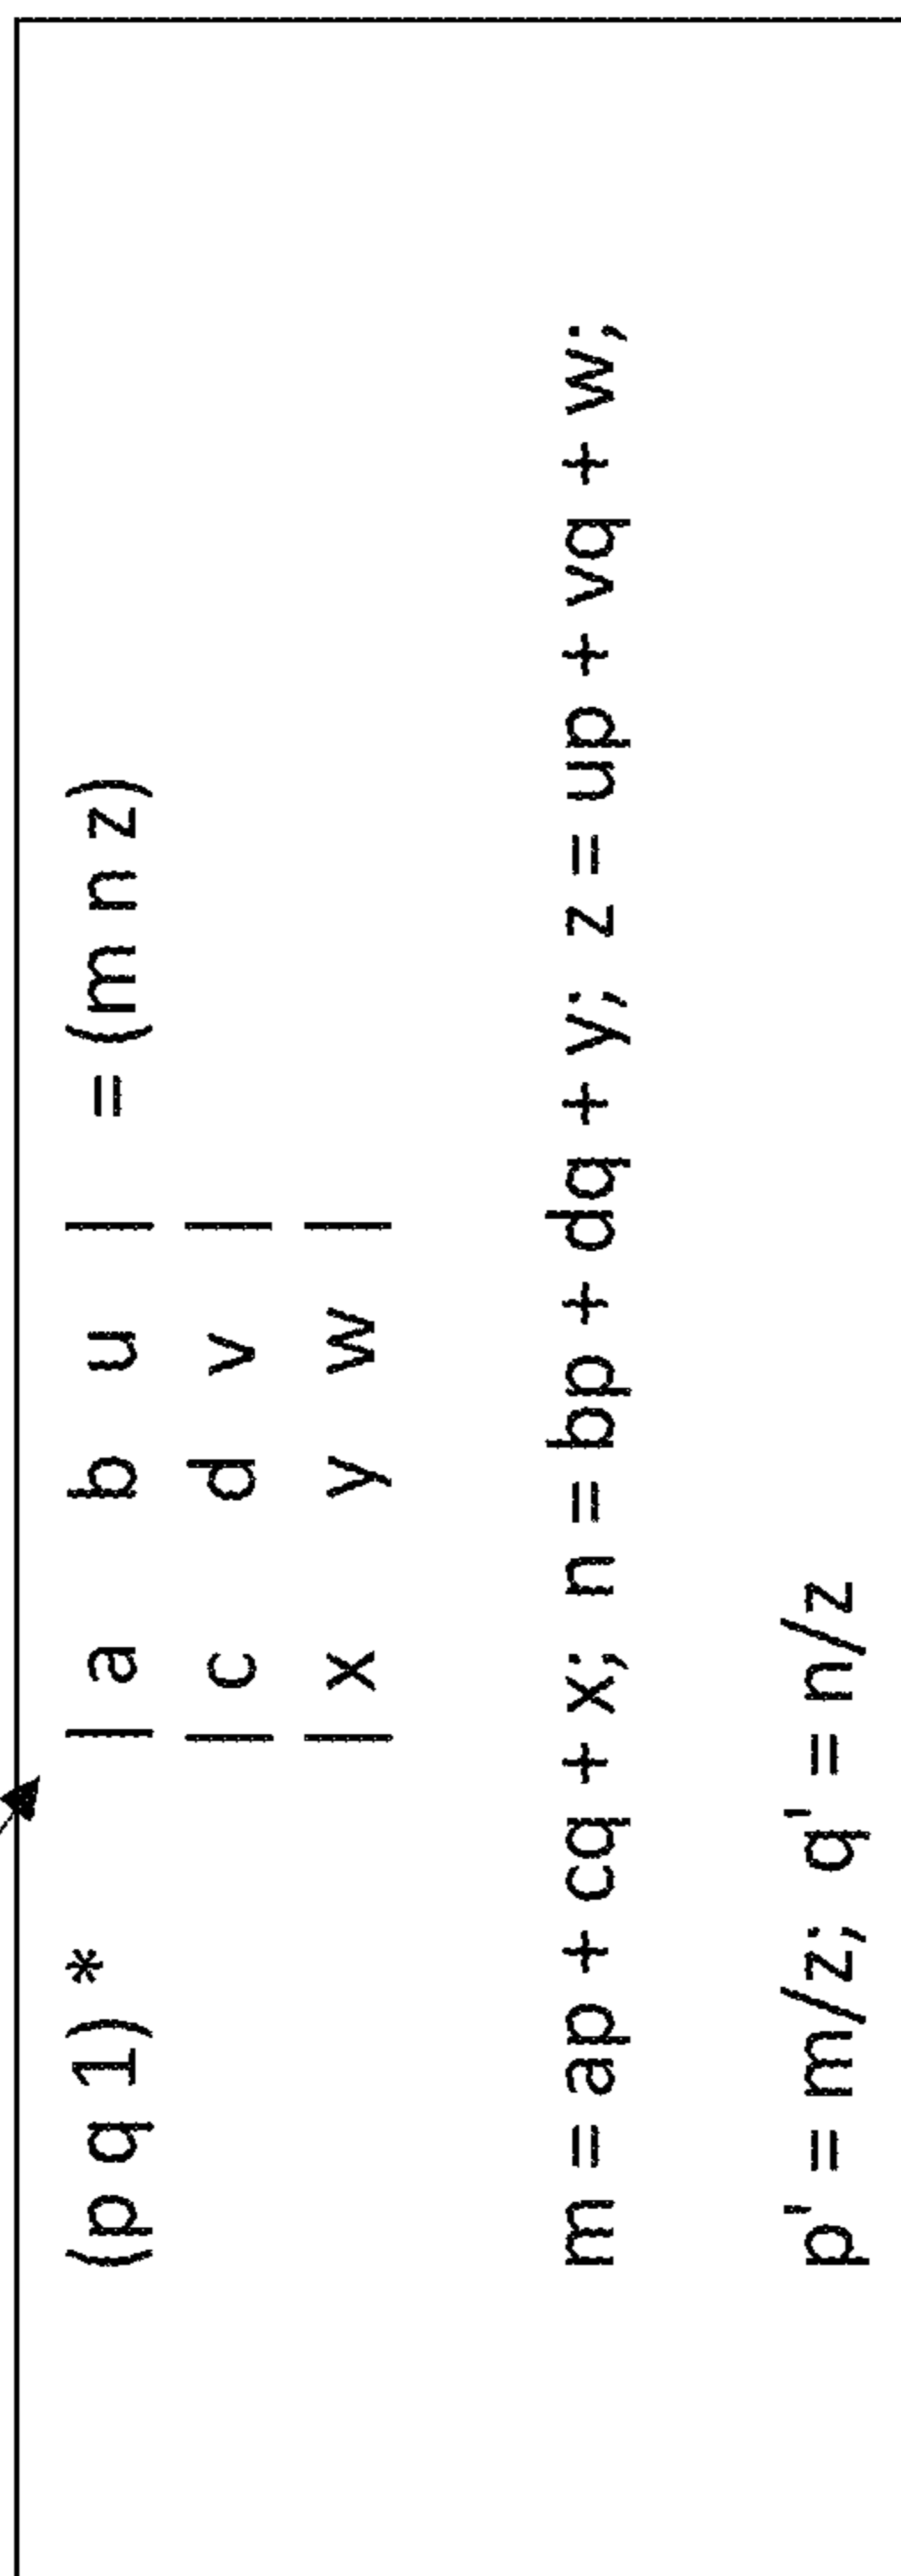 (p q 1) * | a b u | = (m n z)
| c d v |
| x y w |
m = ap + cq + x; n = bp + dq + y; z = up + vq + w;
p' = m/z; q' = n/z